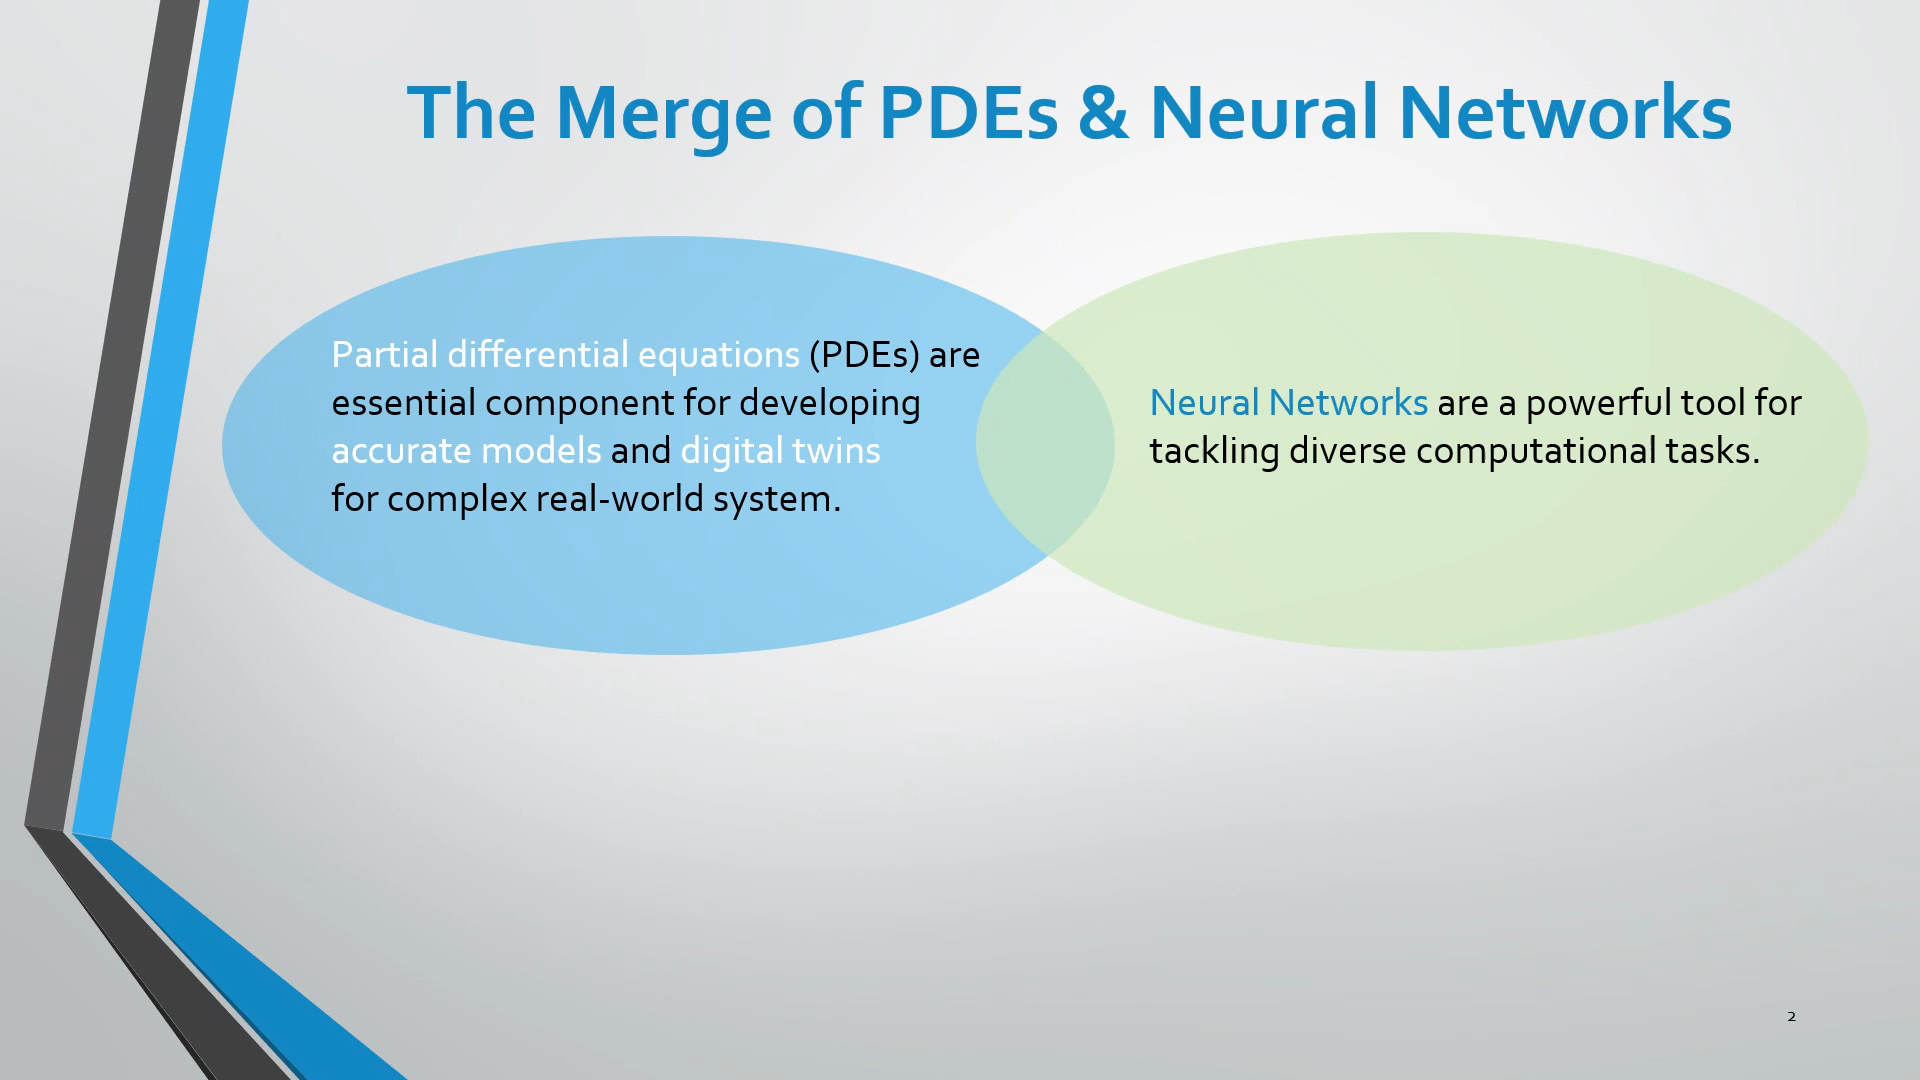 The Merge of PDEs & Neural Networks
Partial differential equations (PDEs) are
essential component for developing
accurate models and digital twins
for complex real-world system.
Neural Networks are a powerful tool for
tackling diverse computational tasks.
2